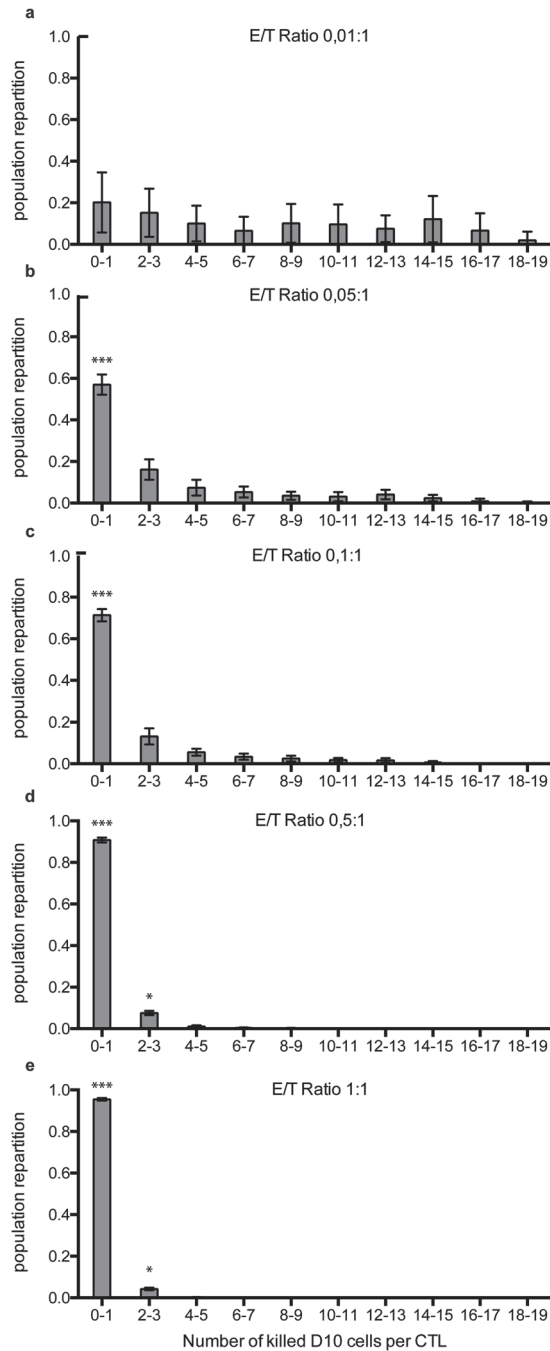 a
E/T Ratio 0,01:1
population repartition
1.0
0.8
0.6
0.4
0.2
0.0
0-1 2-3 4-5 6-7 8-9 10-11 12-13 14-15 16-17 18-19
b
E/T Ratio 0,05:1
population repartition
1.0
0.8
0.6
0.4
0.2
0.0
***
0-1 2-3 4-5 6-7 8-9 10-11 12-13 14-15 16-17 18-19
c
E/T Ratio 0,1:1
population repartition
1.0
0.8
0.6
0.4
0.2
0.0
***
0-1 2-3 4-5 6-7 8-9 10-11 12-13 14-15 16-17 18-19
d
E/T Ratio 0,5:1
population repartition
1.0
0.8
0.6
0.4
0.2
0.0
***
*
0-1 2-3 4-5 6-7 8-9 10-11 12-13 14-15 16-17 18-19
e
E/T Ratio 1:1
population repartition
1.0
0.8
0.6
0.4
0.2
0.0
***
*
0-1 2-3 4-5 6-7 8-9 10-11 12-13 14-15 16-17 18-19
Number of killed D10 cells per CTL